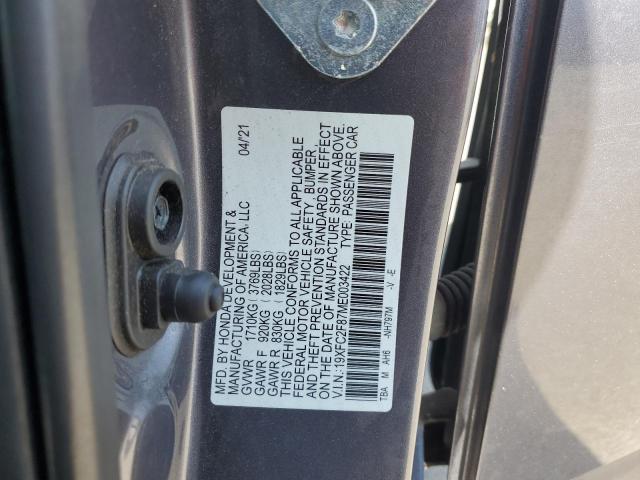 MFD. BY HONDA DEVELOPMENT & 04/'21
MANUFACTURING OF AMERICA, LLC
GVWR 1710KG ( 3769LBS)
GAWR F 920KG ( 2028LBS)
GAWR R 830KG ( 1829LBS)
THIS VEHICLE CONFORMS TO ALL APPLICABLE
FEDERAL MOTOR VEHICLE SAFETY, BUMPER,
AND THEFT PREVENTION STANDARDS IN EFFECT
ON THE DATE OF MANUFACTURE SHOWN ABOVE.
V.I.N.: 19XFC2F87ME003422 TYPE: PASSENGER CAR
TBA M AH6 -NH797M -V -E